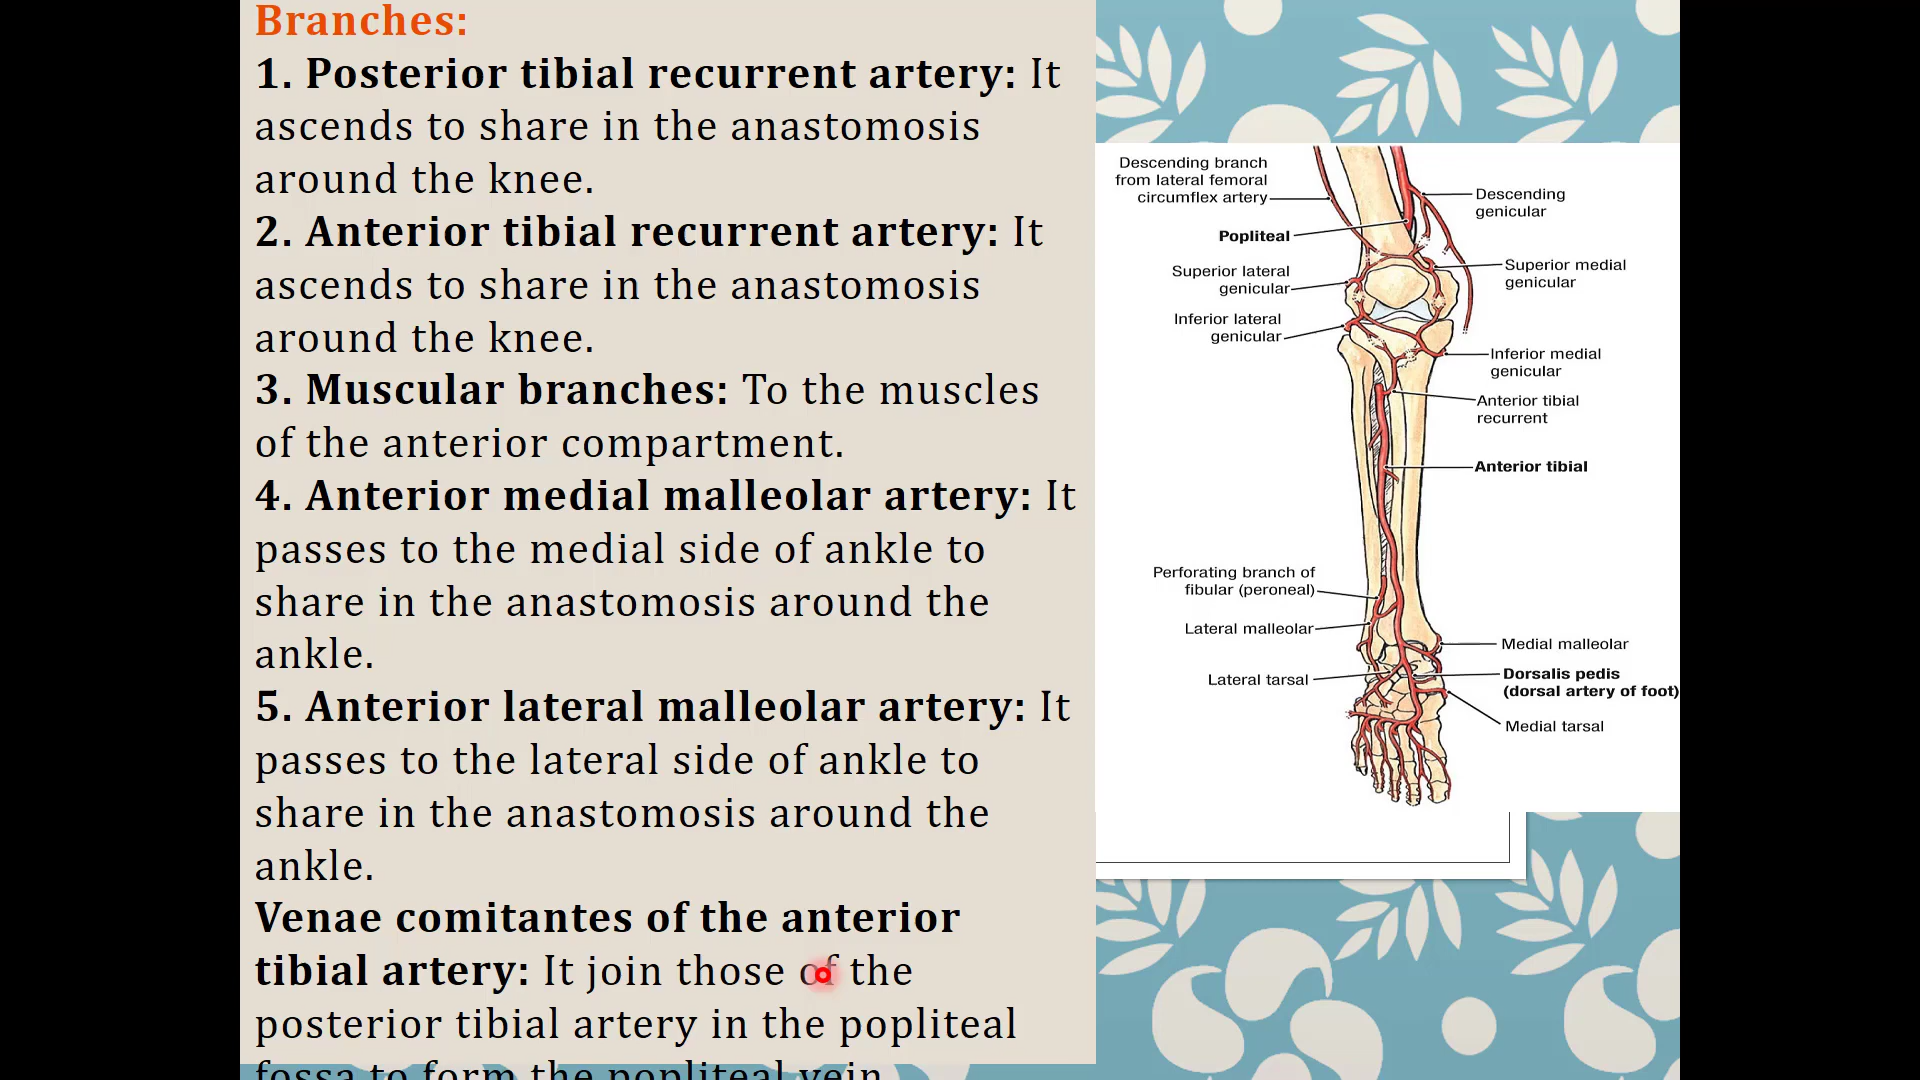 Branches:
1. Posterior tibial recurrent artery: It
ascends to share in the anastomosis
around the knee.
2. Anterior tibial recurrent artery: It
ascends to share in the anastomosis
around the knee.
3. Muscular branches: To the muscles
of the anterior compartment.
4. Anterior medial malleolar artery: It
passes to the medial side of ankle to
share in the anastomosis around the
ankle.
5. Anterior lateral malleolar artery: It
passes to the lateral side of ankle to
share in the anastomosis around the
ankle.
Venae comitantes of the anterior
tibial artery: It join those of the
posterior tibial artery in the popliteal
fossa to form the popliteal vein
Descending branch
from lateral femoral
circumflex artery
Popliteal
Superior lateral
genicular
Inferior lateral
genicular
Perforating branch of
fibular (peroneal)
Lateral malleolar
Lateral tarsal
Descending
genicular
Superior medial
genicular
Inferior medial
genicular
Anterior tibial
recurrent
Anterior tibial
Medial malleolar
Dorsalis pedis
(dorsal artery of foot)
Medial tarsal